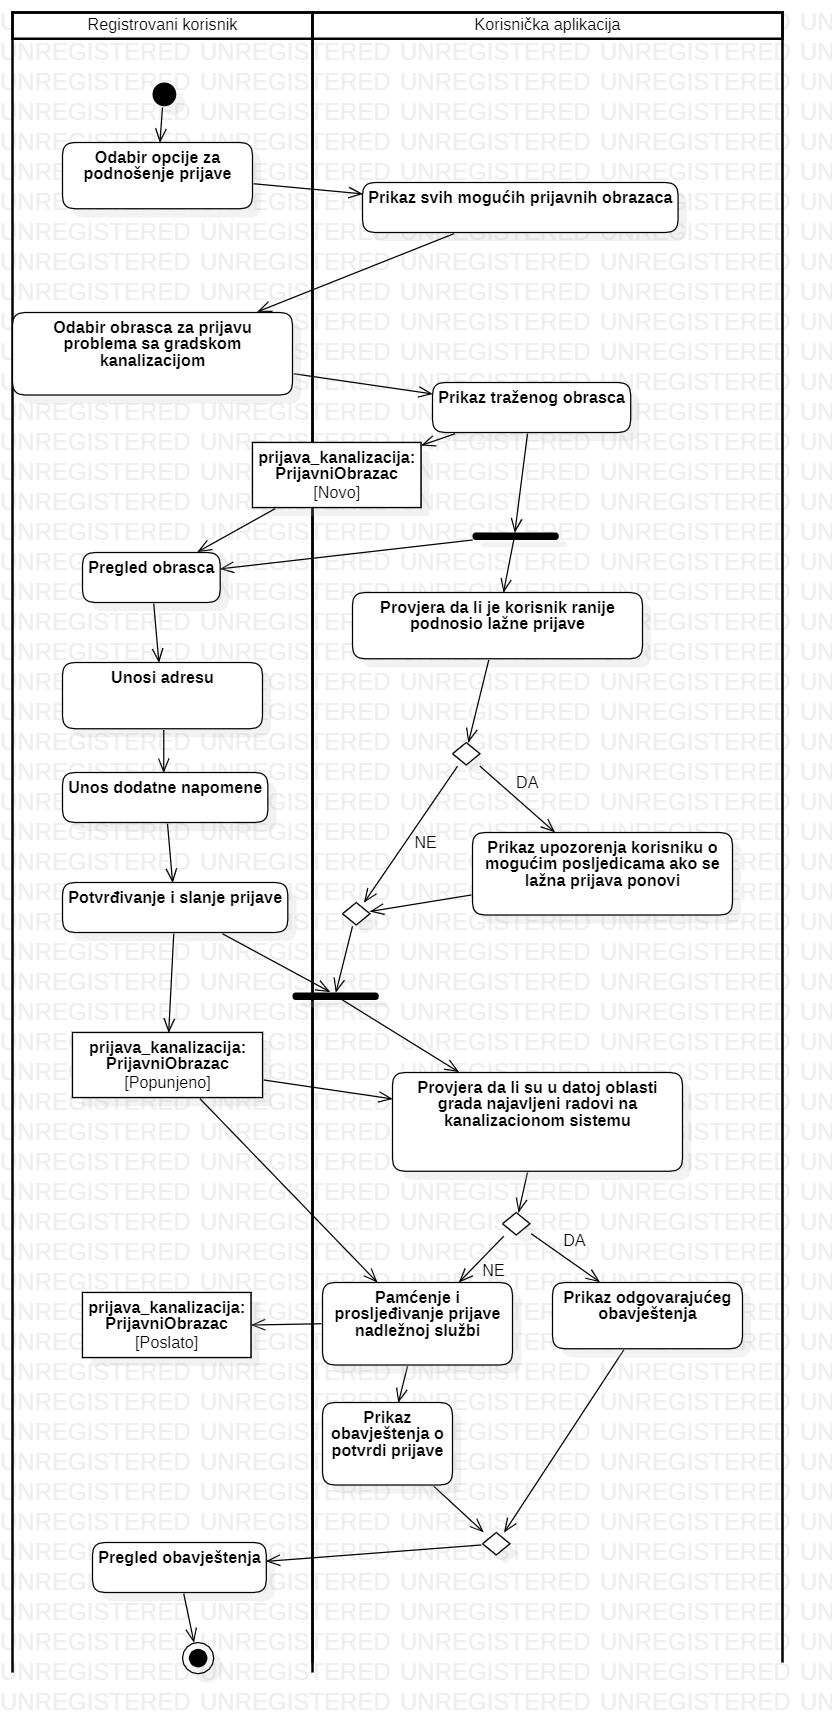 Registrovani korisnik
Korisnička aplikacija
Odabir opcije za
podnošenje prijave
Prikaz svih mogućih prijavnih obrazaca
Odabir obrasca za prijavu
problema sa gradskom
kanalizacijom
Prikaz traženog obrasca
prijava_kanalizacija:
PrijavniObrazac
[Novo]
Pregled obrasca
Provjera da li je korisnik ranije
podnosio lažne prijave
Unosi adresu
Unos dodatne napomene
DA
NE
Prikaz upozorenja korisniku o
mogućim posljedicama ako se
lažna prijava ponovi
Potvrđivanje i slanje prijave
prijava_kanalizacija:
PrijavniObrazac
[Popunjeno]
Provjera da li su u datoj oblasti
grada najavljeni radovi na
kanalizacionom sistemu
DA
NE
prijava_kanalizacija:
PrijavniObrazac
[Poslato]
Pamćenje i
prosljeđivanje prijave
nadležnoj službi
Prikaz odgovarajućeg
obavještenja
Prikaz
obavještenja o
potvrdi prijave
Pregled obavještenja
UNREGISTERED